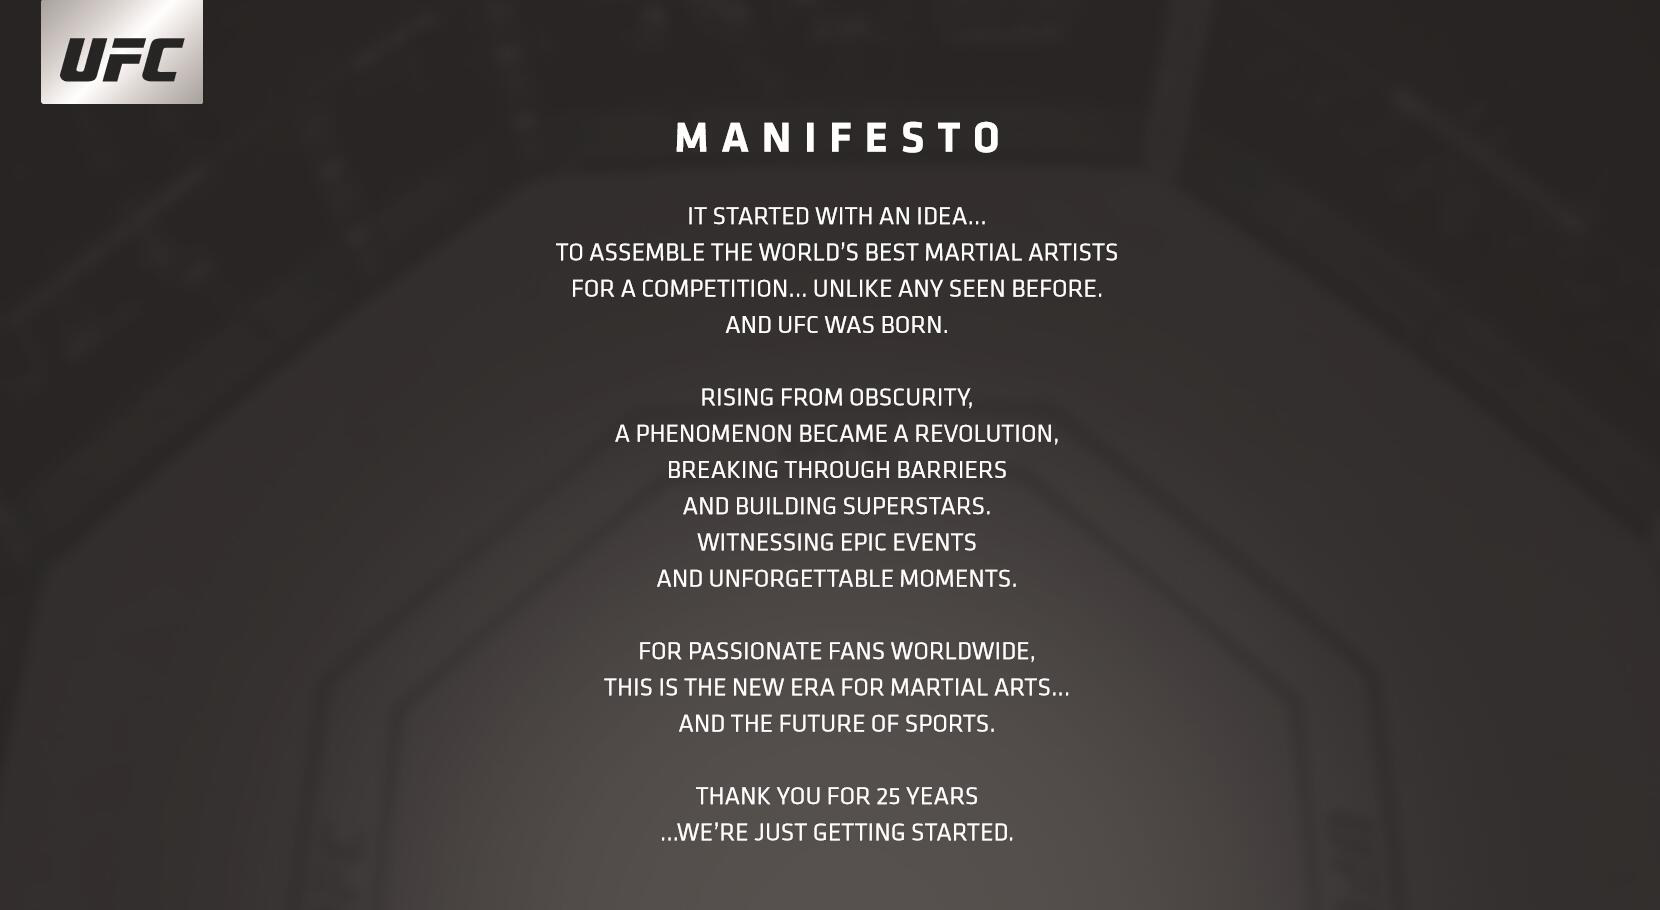 UFC
MANIFESTO
IT STARTED WITH AN IDEA...
TO ASSEMBLE THE WORLD’S BEST MARTIAL ARTISTS
FOR A COMPETITION... UNLIKE ANY SEEN BEFORE.
AND UFC WAS BORN.
RISING FROM OBSCURITY,
A PHENOMENON BECAME A REVOLUTION,
BREAKING THROUGH BARRIERS
AND BUILDING SUPERSTARS.
WITNESSING EPIC EVENTS
AND UNFORGETTABLE MOMENTS.
FOR PASSIONATE FANS WORLDWIDE,
THIS IS THE NEW ERA FOR MARTIAL ARTS...
AND THE FUTURE OF SPORTS.
THANK YOU FOR 25 YEARS
...WE’RE JUST GETTING STARTED.
UFC
UFC